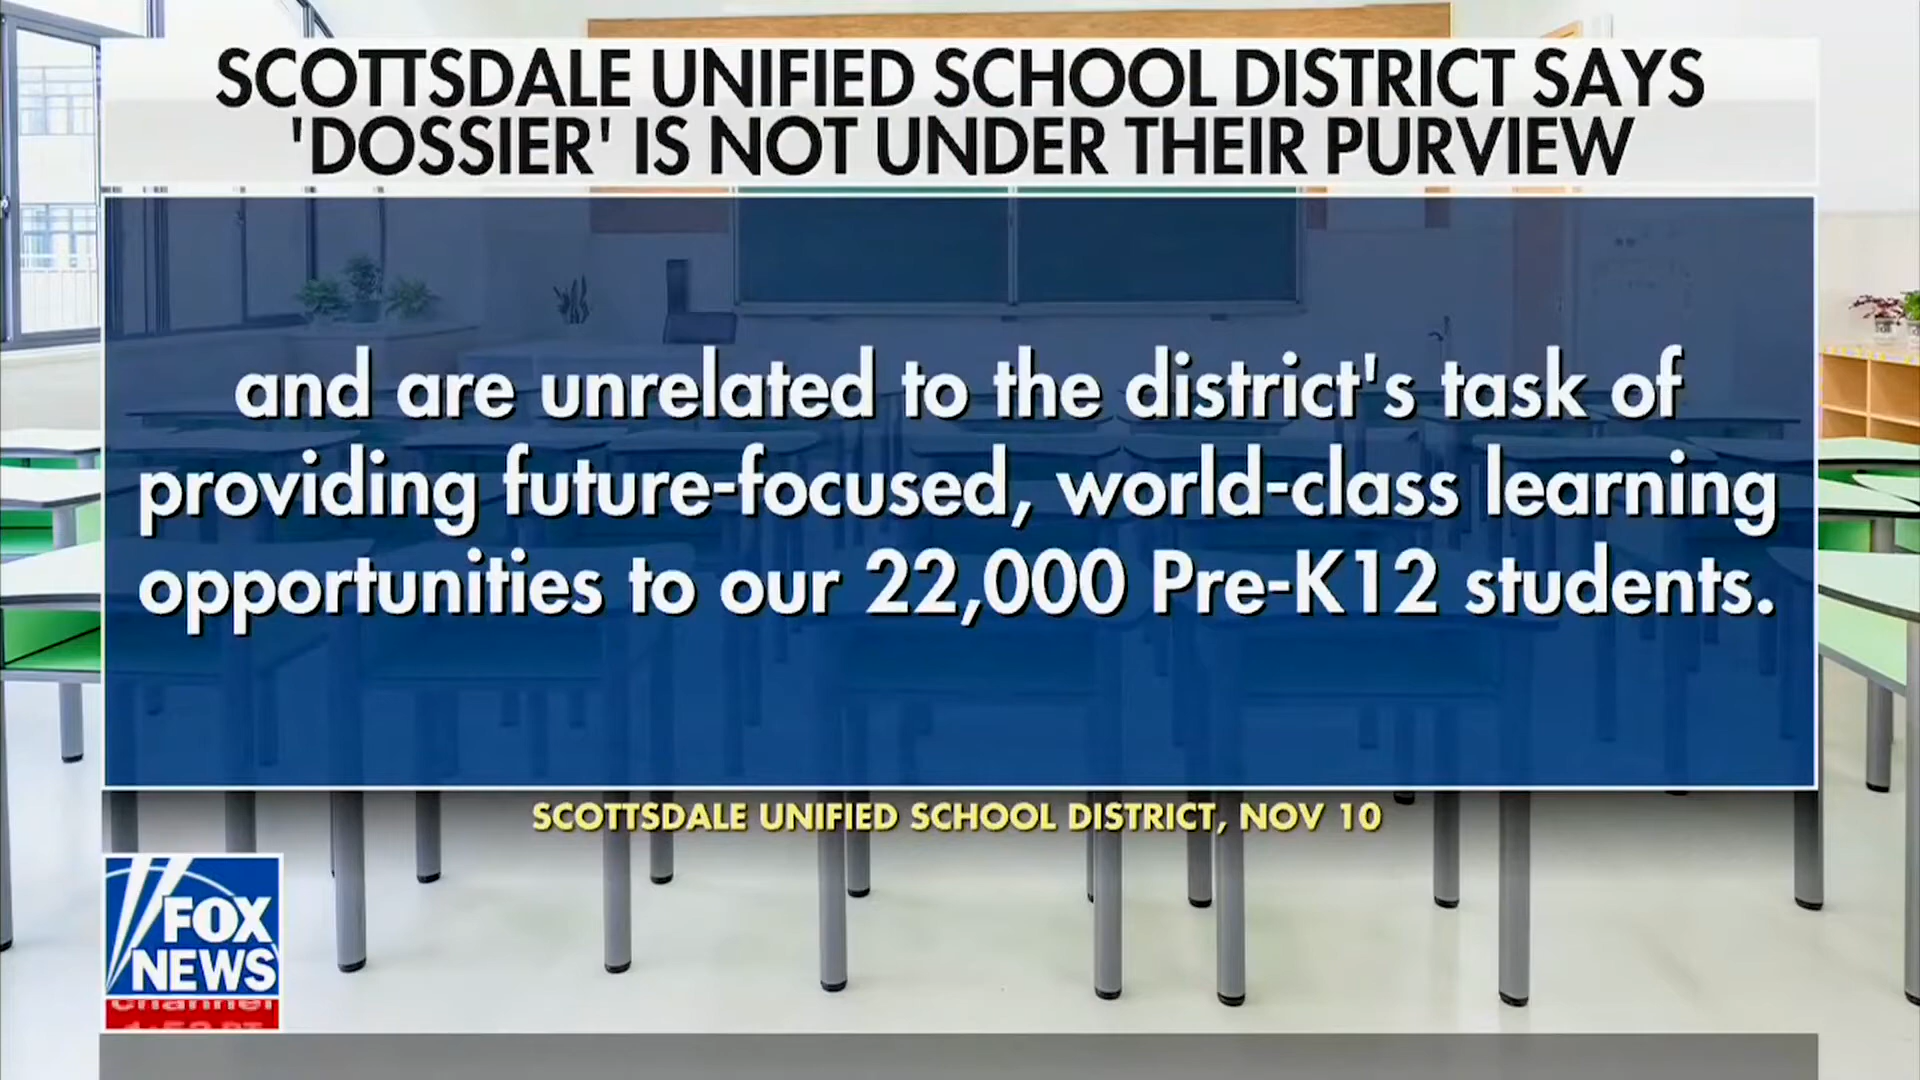 SCOTTSDALE UNIFIED SCHOOL DISTRICT SAYS
'DOSSIER' IS NOT UNDER THEIR PURVIEW
and are unrelated to the district's task of
providing future-focused, world-class learning
opportunities to our 22,000 Pre-K12 students.
SCOTTSDALE UNIFIED SCHOOL DISTRICT, NOV 10
FOX
NEWS
Channel